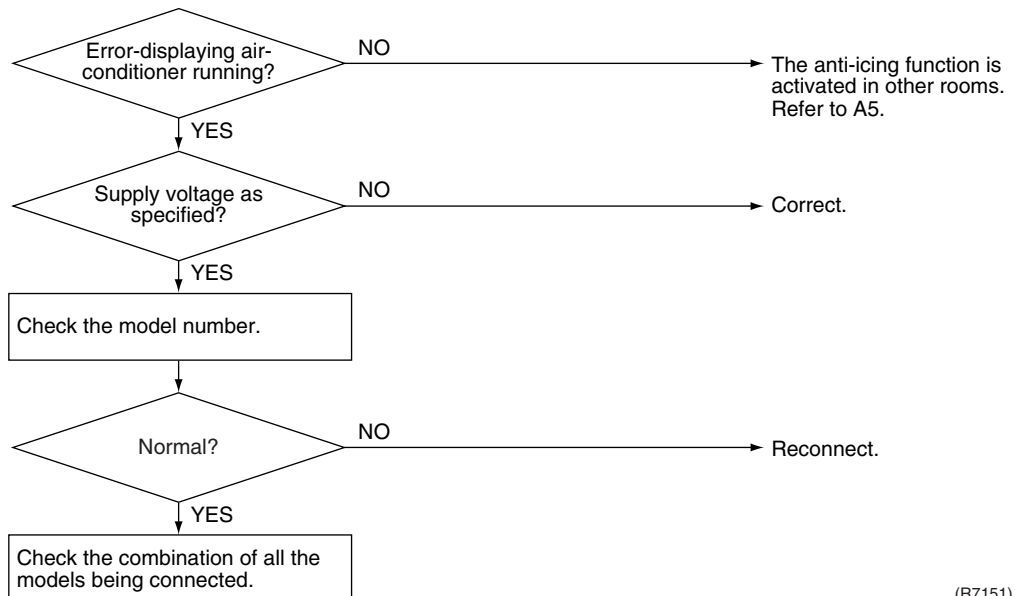 Error-displaying air-
conditioner running?
NO
The anti-icing function is
activated in other rooms.
Refer to A5.
YES
Supply voltage as
specified?
NO
Correct.
YES
Check the model number.
Normal?
NO
Reconnect.
YES
Check the combination of all the
models being connected.
(R7151)